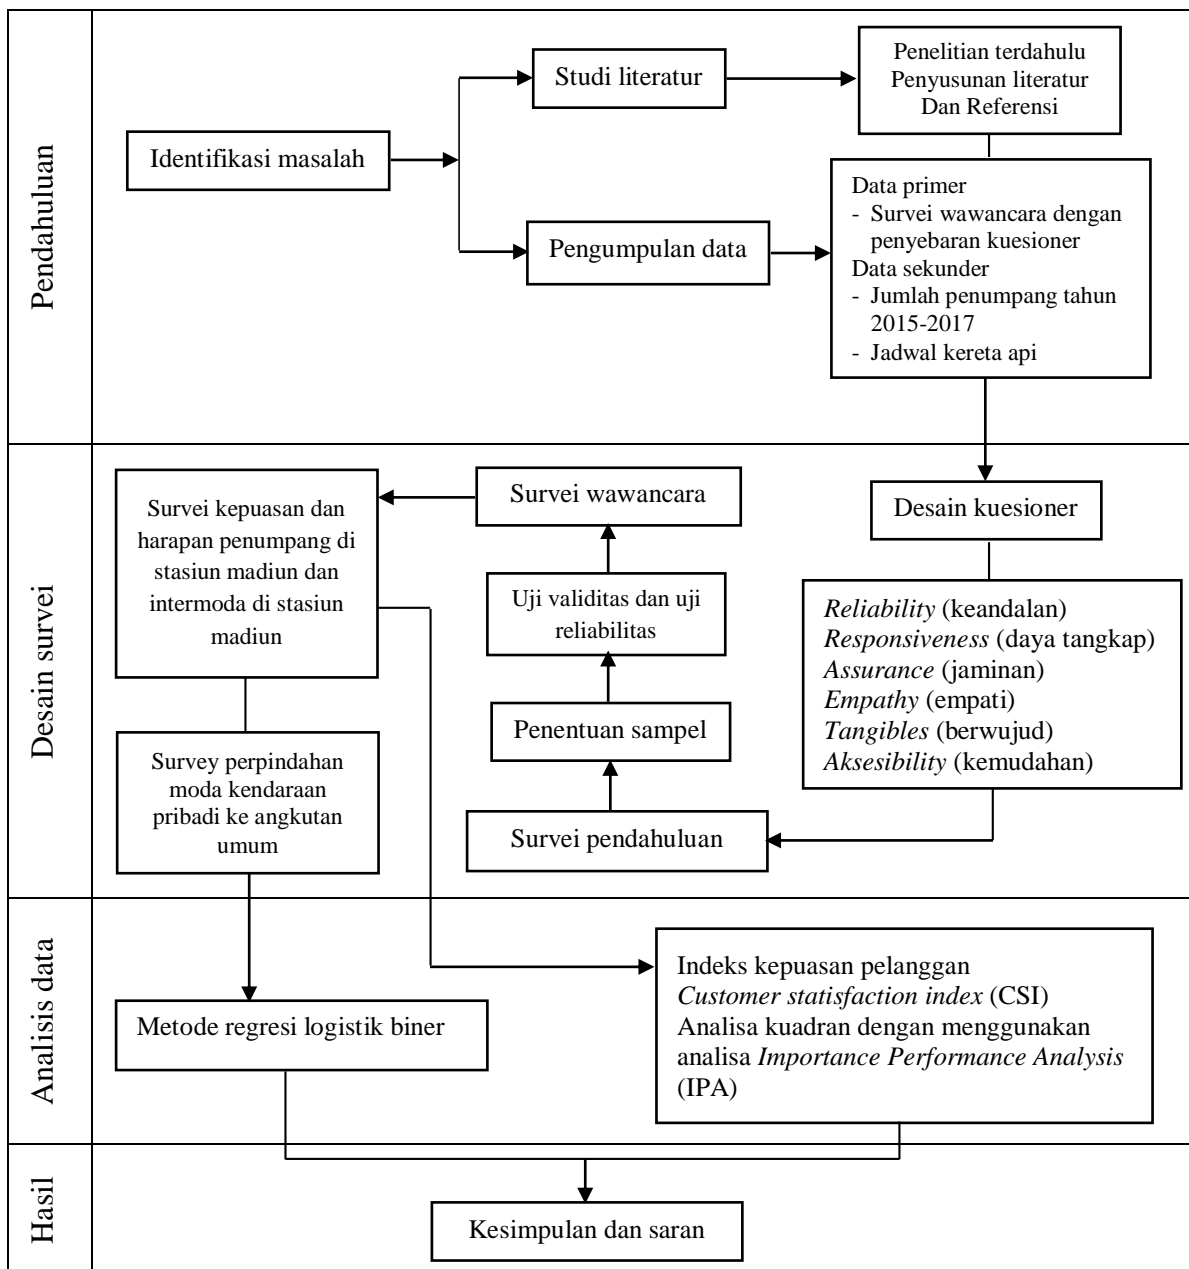 Pendahuluan
Identifikasi masalah
Studi literatur
Penelitian terdahulu
Penyusunan literatur
Dan Referensi
Pengumpulan data
Data primer
- Survei wawancara dengan
penyebaran kuesioner
Data sekunder
- Jumlah penumpang tahun
2015-2017
- Jadwal kereta api
Desain survei
Desain kuesioner
Reliability (keandalan)
Responsiveness (daya tangkap)
Assurance (jaminan)
Empathy (empati)
Tangibles (berwujud)
Aksesibility (kemudahan)
Survei pendahuluan
Penentuan sampel
Uji validitas dan uji
reliabilitas
Survei wawancara
Survei kepuasan dan
harapan penumpang di
stasiun madiun dan
intermoda di stasiun
madiun
Survey perpindahan
moda kendaraan
pribadi ke angkutan
umum
Analisis data
Metode regresi logistik biner
Indeks kepuasan pelanggan
Customer statisfaction index (CSI)
Analisa kuadran dengan menggunakan
analisa Importance Performance Analysis
(IPA)
Hasil
Kesimpulan dan saran